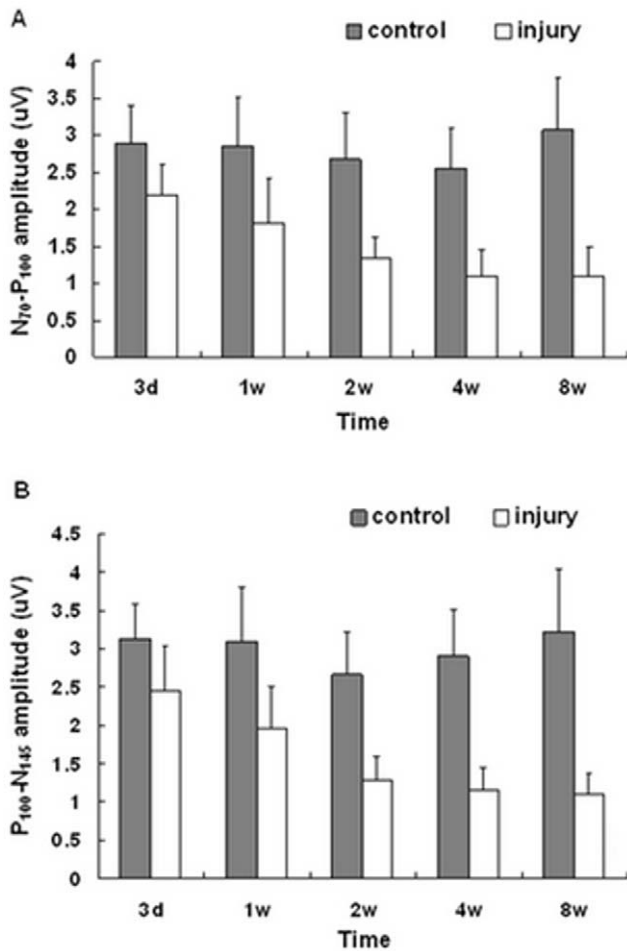 A
control injury
4
3.5
3
2.5
2
1.5
1
0.5
0
N70-P100 amplitude (uV)
3d 1w 2w 4w 8w
Time
B
control injury
4.5
4
3.5
3
2.5
2
1.5
1
0.5
0
P100-N145 amplitude (uV)
3d 1w 2w 4w 8w
Time